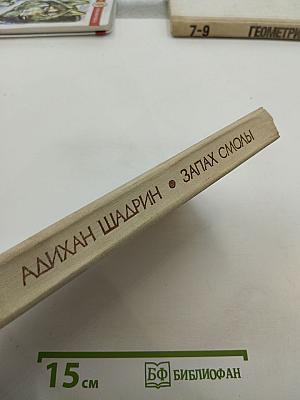 7-9 ГЕОМЕТРИ
АДИХАН ШАДРИН • ЗАПАХ СМОЛЫ
15 см БФ БИБЛИОФАН